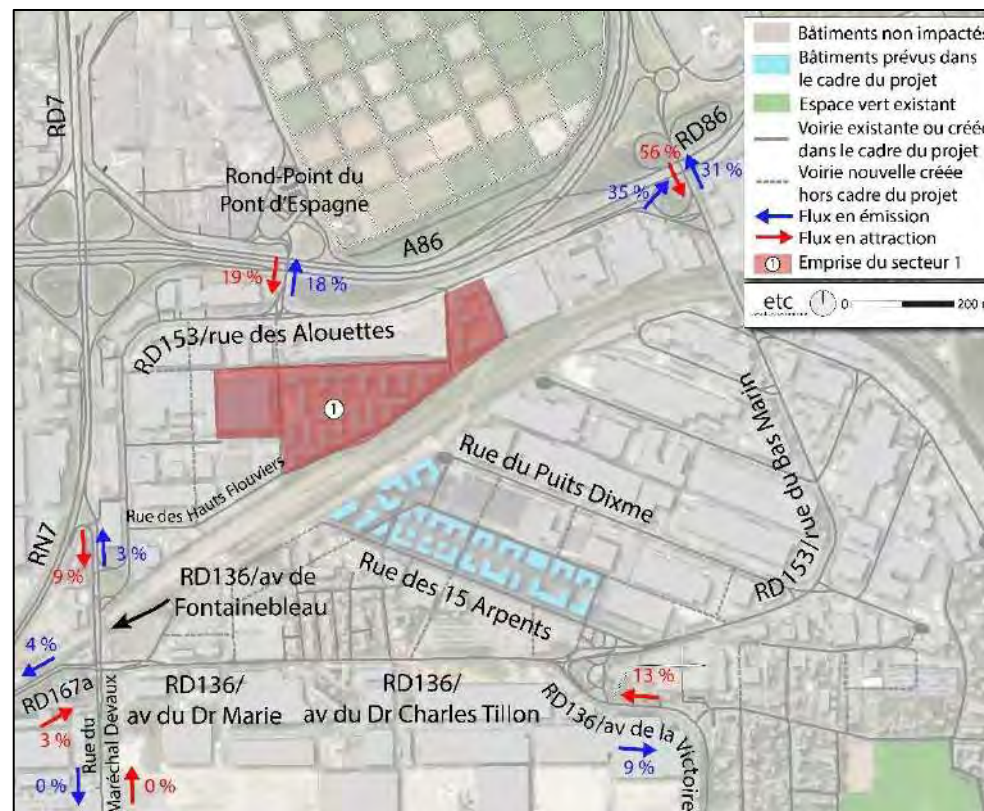 Bâtiments non impactés
Bâtiments prévus dans
le cadre du projet
Espace vert existant
Voirie existante ou créée
dans le cadre du projet
Voirie nouvelle créée
hors cadre du projet
Flux en émission
Flux en attraction
1 Emprise du secteur 1
etc 0 200 m
RD7
RD86
56 %
31 %
35 %
Rond-Point du
Pont d'Espagne
A86
19 %
18 %
RD153/rue des Alouettes
1
RD153/rue du Bas Marin
Rue du Puits Dixme
Rue des Hauts Flouviers
Rue des 15 Arpents
RN7
3 %
9 %
RD136/av de
Fontainebleau
4 %
13 %
RD167a
RD136/
av du Dr Marie
RD136/
av du Dr Charles Tillon
RD136/av de la Victoire
3 %
Rue du
Maréchal Devaux
9 %
0 %
0 %